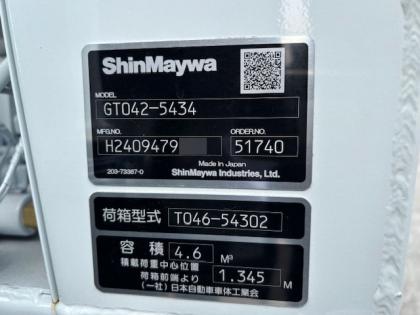 ShinMaywa
MODEL
GT042-5434
MFG.NO. ORDER.NO.
H2409479 51740
Made in Japan
203-73367-0 ShinMaywa Industries, Ltd.
荷箱型式 T046-54302
容積 4.6 M³
積載荷重中心位置
荷箱前端より 1.345 M
(一社)日本自動車車体工業会